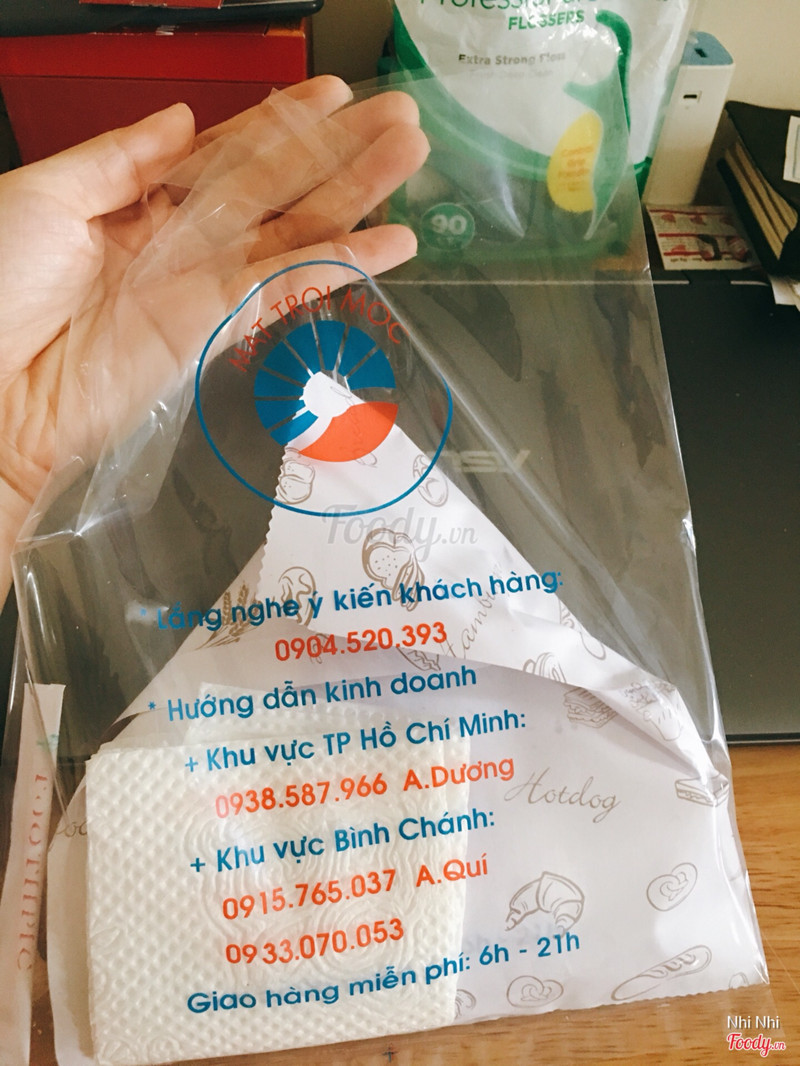 Professional
FLOSSERS
Extra Strong Floss
90
MẶT TRỜI MỌC
Foody.vn
* Lắng nghe ý kiến khách hàng:
0904.520.393
* Hướng dẫn kinh doanh
+ Khu vực TP Hồ Chí Minh:
0938.587.966 A.Dương
Hotdog
+ Khu vực Bình Chánh:
0915.765.037 A.Quí
0933.070.053
Giao hàng miễn phí: 6h - 21h
TOOTHPIC
Nhi Nhi
Foody.vn